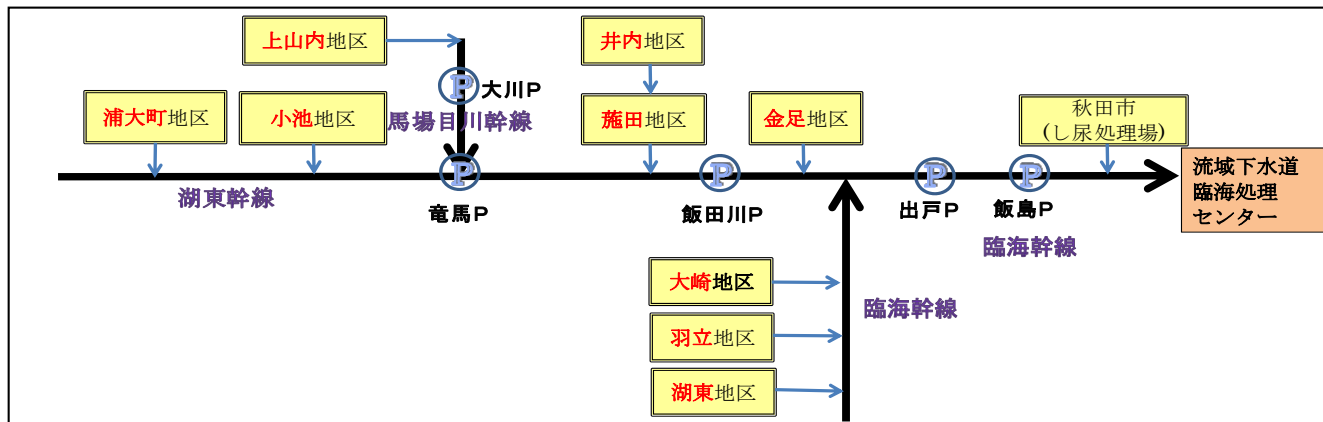 上山内地区
井内地区
P
大川P
浦大町地区
小池地区
馬場目川幹線
葹田地区
金足地区
秋田市
(し尿処理場)
P
P
P
P
流域下水道
臨海処理
センター
湖東幹線
竜馬P
飯田川P
出戸P
飯島P
臨海幹線
大崎地区
臨海幹線
羽立地区
湖東地区